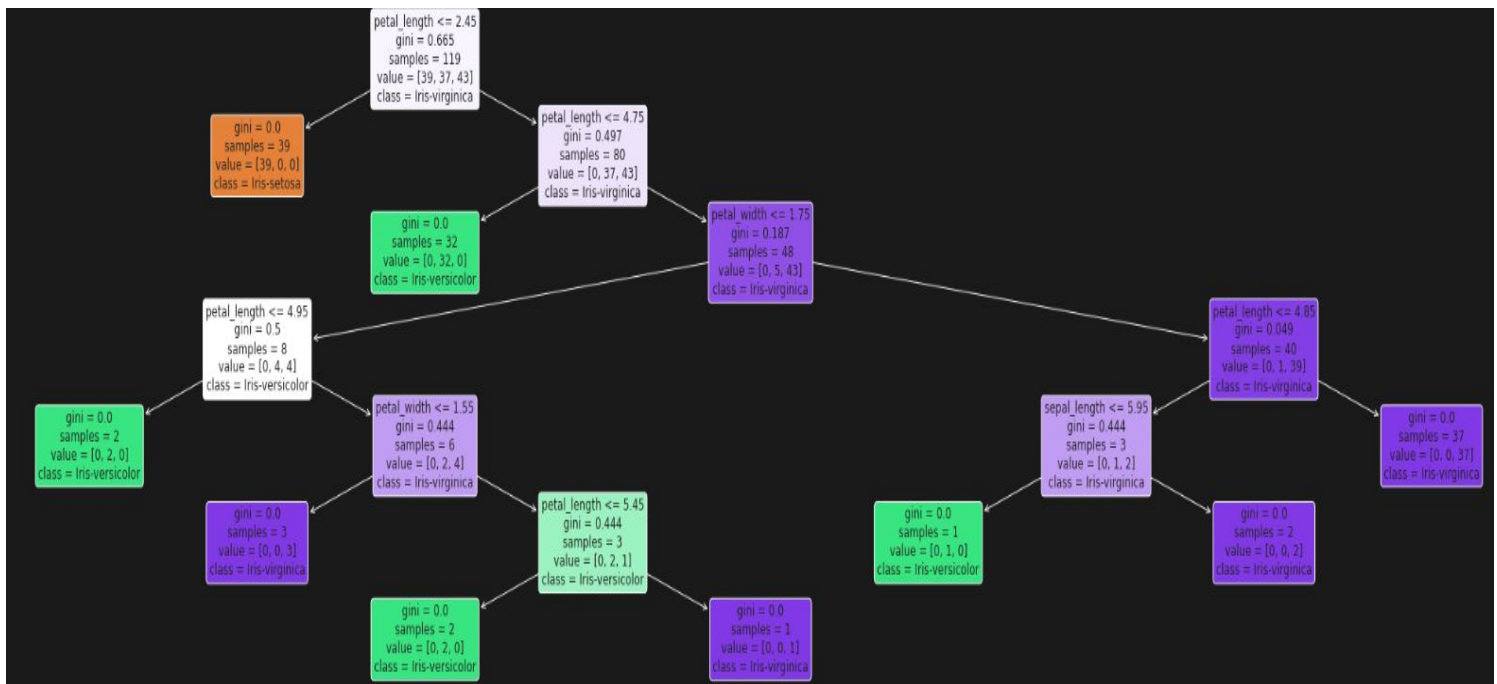 petal_length <= 2.45
gini = 0.665
samples = 119
value = [39, 37, 43]
class = Iris-virginica
gini = 0.0
samples = 39
value = [39, 0, 0]
class = Iris-setosa
petal_length <= 4.75
gini = 0.497
samples = 80
value = [0, 37, 43]
class = Iris-virginica
gini = 0.0
samples = 32
value = [0, 32, 0]
class = Iris-versicolor
petal_width <= 1.75
gini = 0.187
samples = 48
value = [0, 5, 43]
class = Iris-virginica
petal_length <= 4.95
gini = 0.5
samples = 8
value = [0, 4, 4]
class = Iris-versicolor
petal_length <= 4.85
gini = 0.049
samples = 40
value = [0, 1, 39]
class = Iris-virginica
gini = 0.0
samples = 2
value = [0, 2, 0]
class = Iris-versicolor
petal_width <= 1.55
gini = 0.444
samples = 6
value = [0, 2, 4]
class = Iris-virginica
sepal_length <= 5.95
gini = 0.444
samples = 3
value = [0, 1, 2]
class = Iris-virginica
gini = 0.0
samples = 37
value = [0, 0, 37]
class = Iris-virginica
gini = 0.0
samples = 3
value = [0, 0, 3]
class = Iris-virginica
petal_length <= 5.45
gini = 0.444
samples = 3
value = [0, 2, 1]
class = Iris-versicolor
gini = 0.0
samples = 1
value = [0, 1, 0]
class = Iris-versicolor
gini = 0.0
samples = 2
value = [0, 0, 2]
class = Iris-virginica
gini = 0.0
samples = 2
value = [0, 2, 0]
class = Iris-versicolor
gini = 0.0
samples = 1
value = [0, 0, 1]
class = Iris-virginica